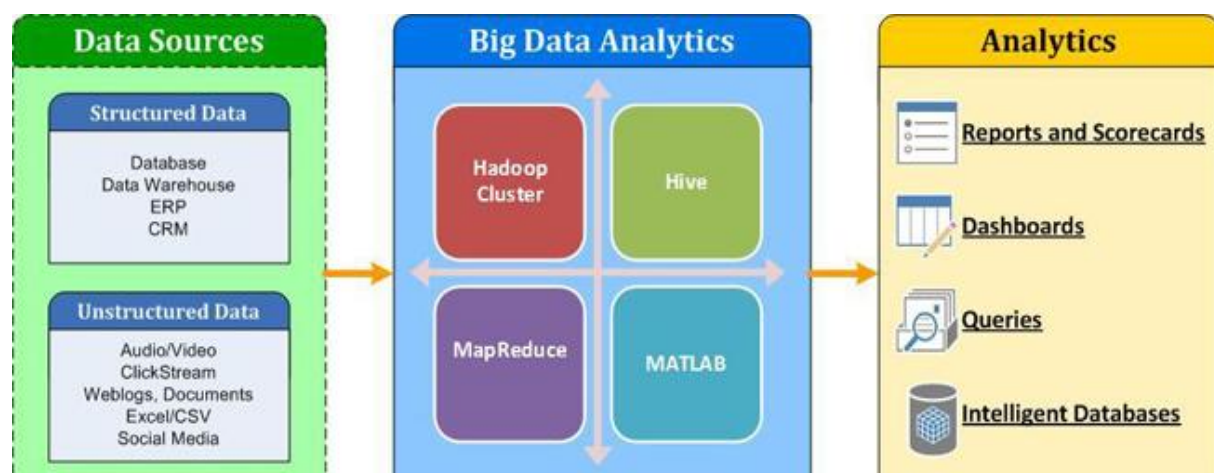 Data Sources
Structured Data
Database
Data Warehouse
ERP
CRM
Unstructured Data
Audio/Video
ClickStream
Weblogs, Documents
Excel/CSV
Social Media
Big Data Analytics
Hadoop
Cluster
Hive
MapReduce
MATLAB
Analytics
Reports and Scorecards
Dashboards
Queries
Intelligent Databases